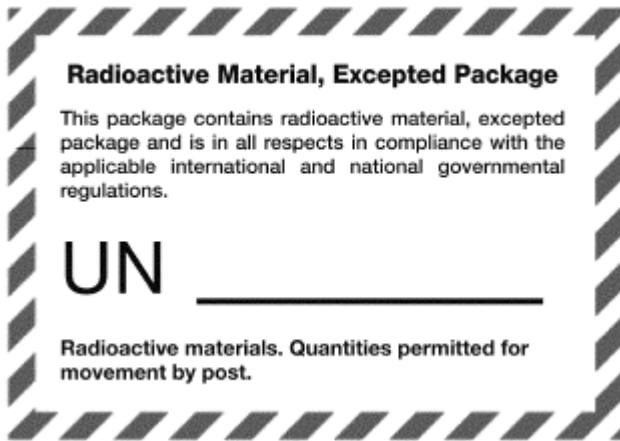 Radioactive Material, Excepted Package
This package contains radioactive material, excepted
package and is in all respects in compliance with the
applicable international and national governmental
regulations.
UN
Radioactive materials. Quantities permitted for
movement by post.